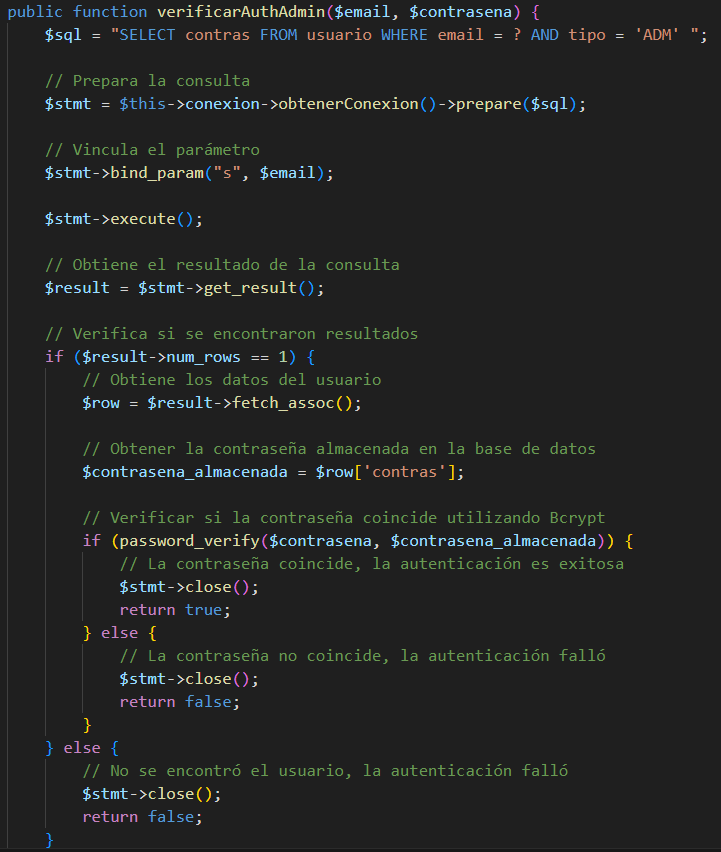 public function verificarAuthAdmin($email, $contrasena) {
    $sql = "SELECT contras FROM usuario WHERE email = ? AND tipo = 'ADM' ";

    // Prepara la consulta
    $stmt = $this->conexion->obtenerConexion()->prepare($sql);

    // Vincula el parámetro
    $stmt->bind_param("s", $email);

    $stmt->execute();

    // Obtiene el resultado de la consulta
    $result = $stmt->get_result();

    // Verifica si se encontraron resultados
    if ($result->num_rows == 1) {
        // Obtiene los datos del usuario
        $row = $result->fetch_assoc();

        // Obtener la contraseña almacenada en la base de datos
        $contrasena_almacenada = $row['contras'];

        // Verificar si la contraseña coincide utilizando Bcrypt
        if (password_verify($contrasena, $contrasena_almacenada)) {
            // La contraseña coincide, la autenticación es exitosa
            $stmt->close();
            return true;
        } else {
            // La contraseña no coincide, la autenticación falló
            $stmt->close();
            return false;
        }
    } else {
        // No se encontró el usuario, la autenticación falló
        $stmt->close();
        return false;
    }